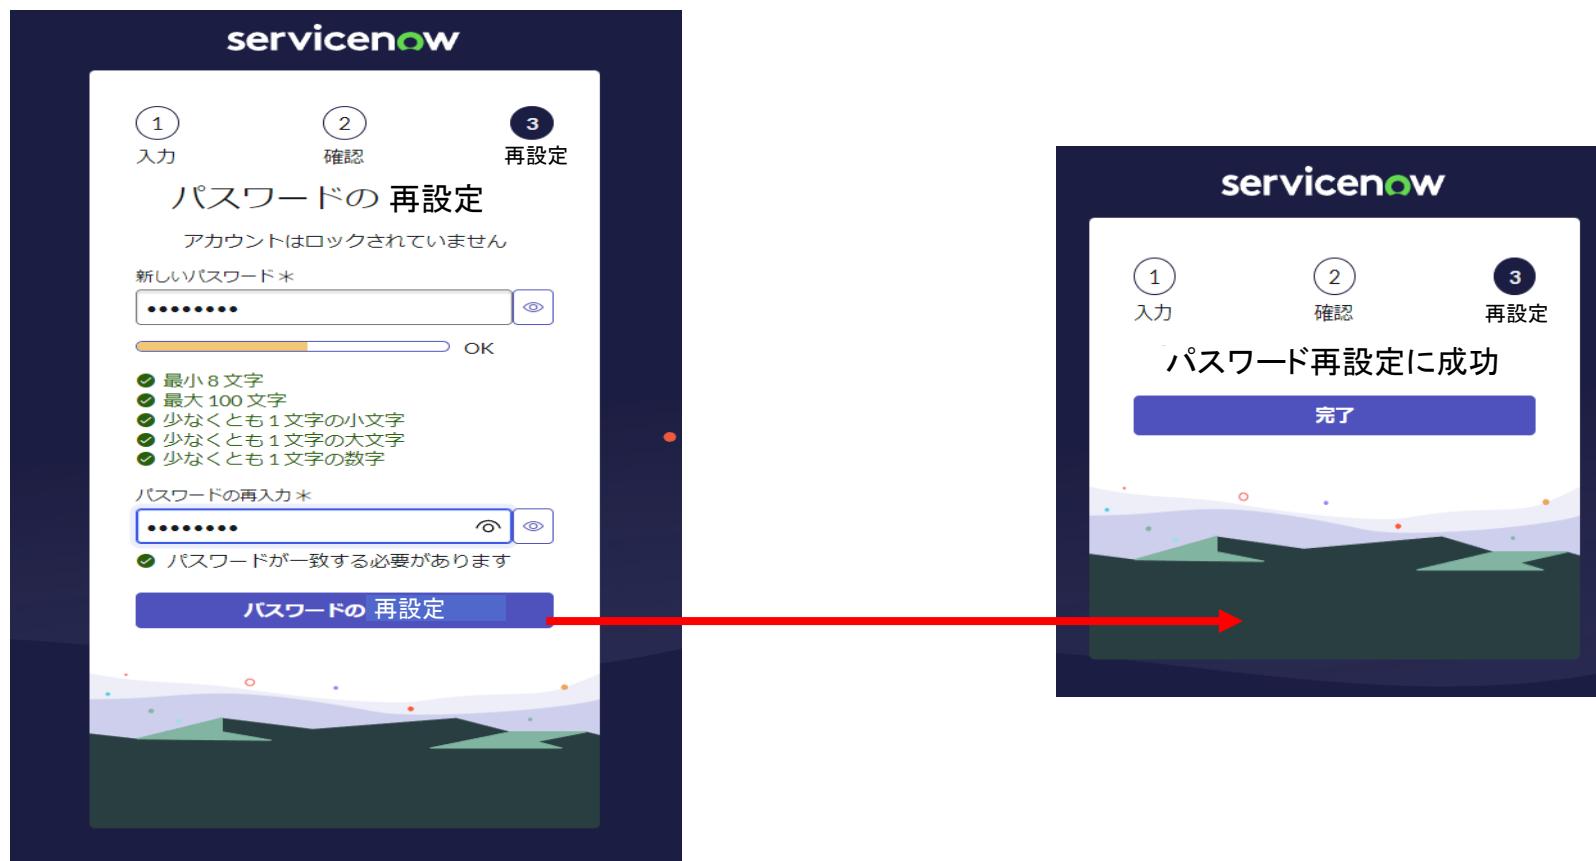 servicenow
1
2
3
入力
確認
再設定
パスワードの 再設定
アカウントはロックされていません
新しいパスワード＊
••••••••
OK
最小 8 文字
最大 100 文字
少なくとも 1 文字の小文字
少なくとも 1 文字の大文字
少なくとも 1 文字の数字
パスワードの再入力＊
••••••••
パスワードが一致する必要があります
パスワードの 再設定
servicenow
1
2
3
入力
確認
再設定
パスワード再設定に成功
完了